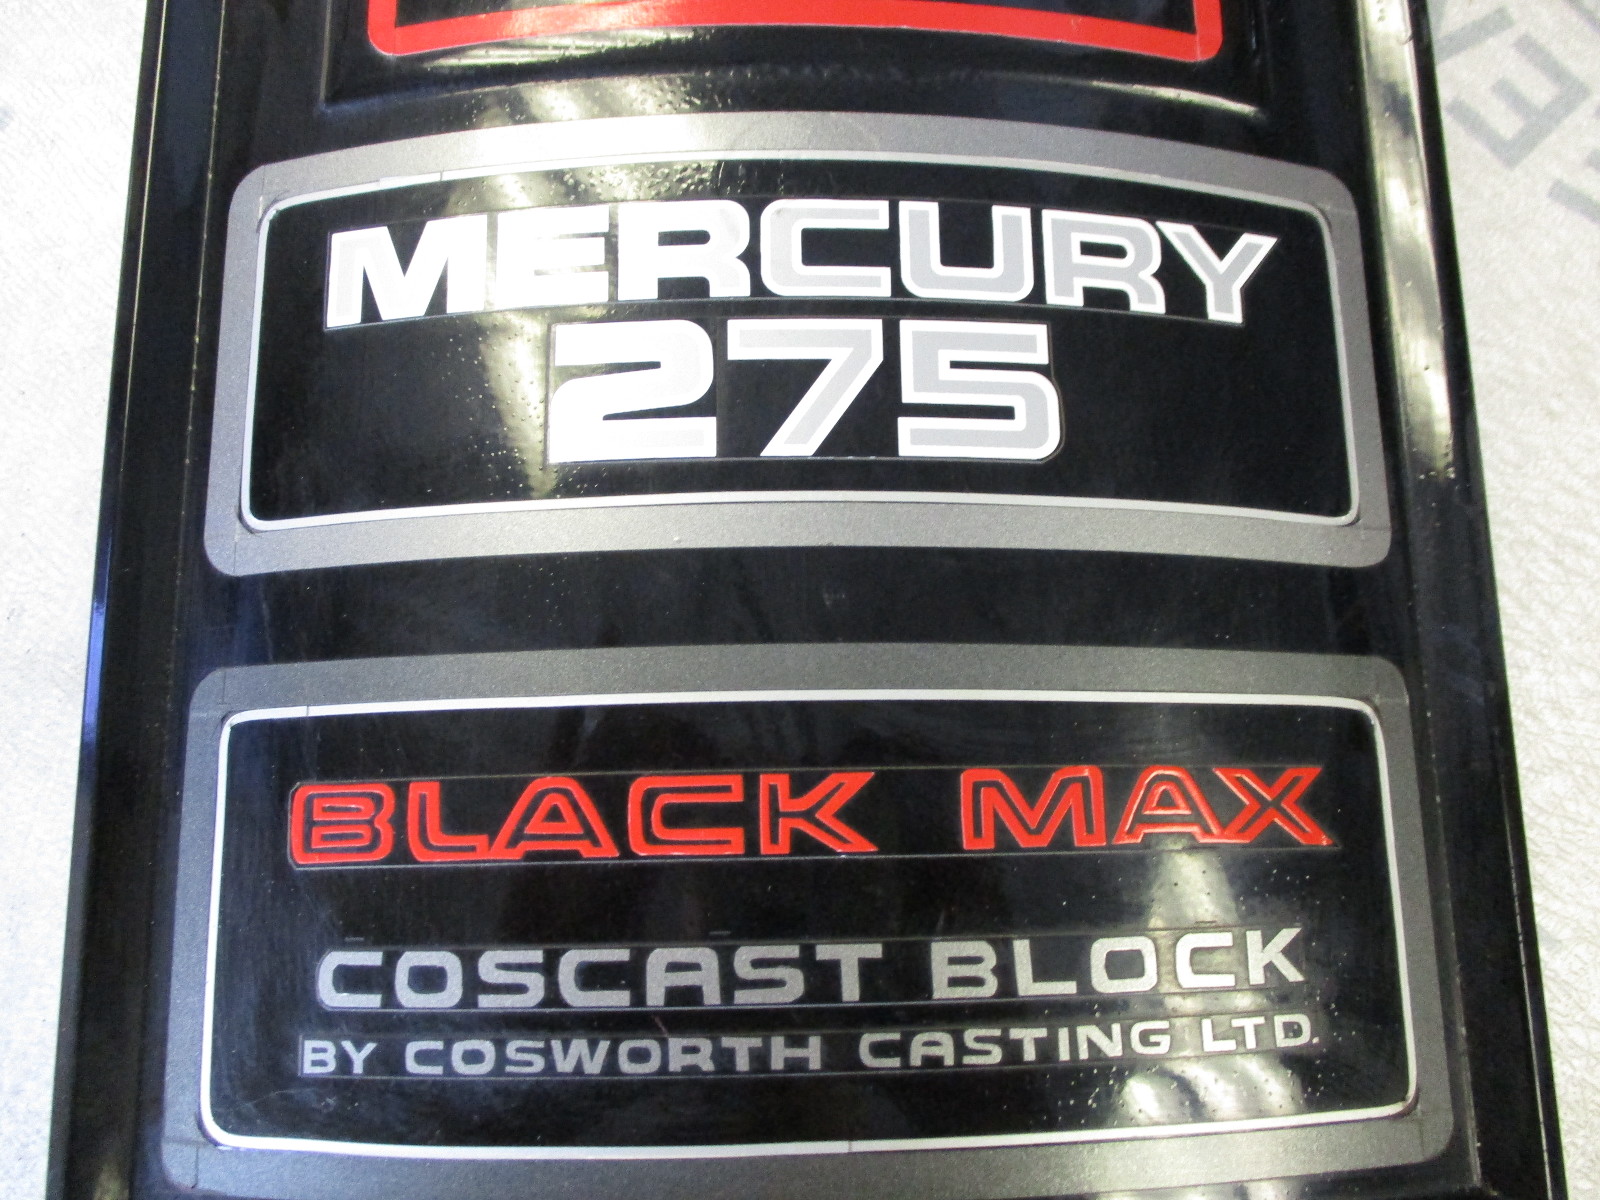 MERCURY
275
BLACK MAX
COSCAST BLOCK
BY COSWORTH CASTING LTD.